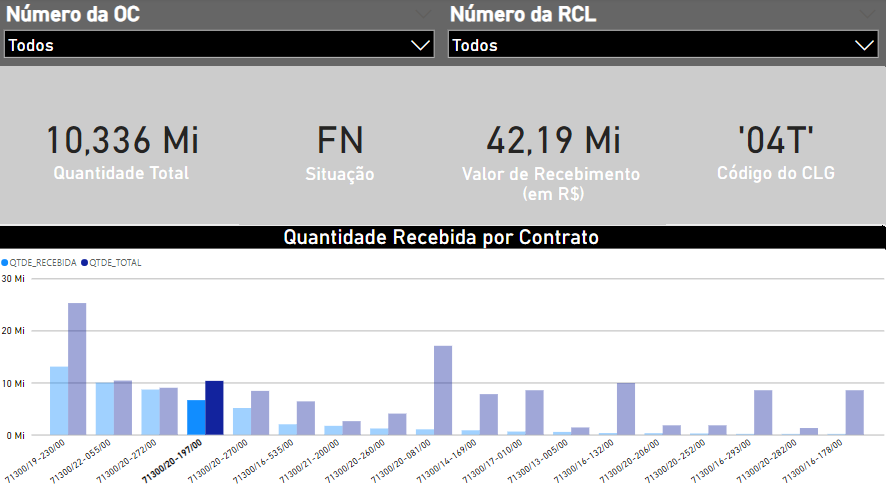 Número da OC
Número da RCL
Todos
Todos
10,336 Mi
FN
42,19 Mi
'04T'
Quantidade Total
Situação
Valor de Recebimento
(em R$)
Código do CLG
Quantidade Recebida por Contrato
QTDE_RECEBIDA QTDE_TOTAL
30 Mi
20 Mi
10 Mi
0 Mi
71300/19-230/00
71300/22-055/00
71300/20-272/00
71300/20-197/00
71300/20-270/00
71300/16-535/00
71300/21-200/00
71300/20-260/00
71300/20-081/00
71300/14-169/00
71300/17-010/00
71300/13-005/00
71300/16-132/00
71300/20-206/00
71300/20-252/00
71300/16-293/00
71300/20-282/00
71300/16-178/00